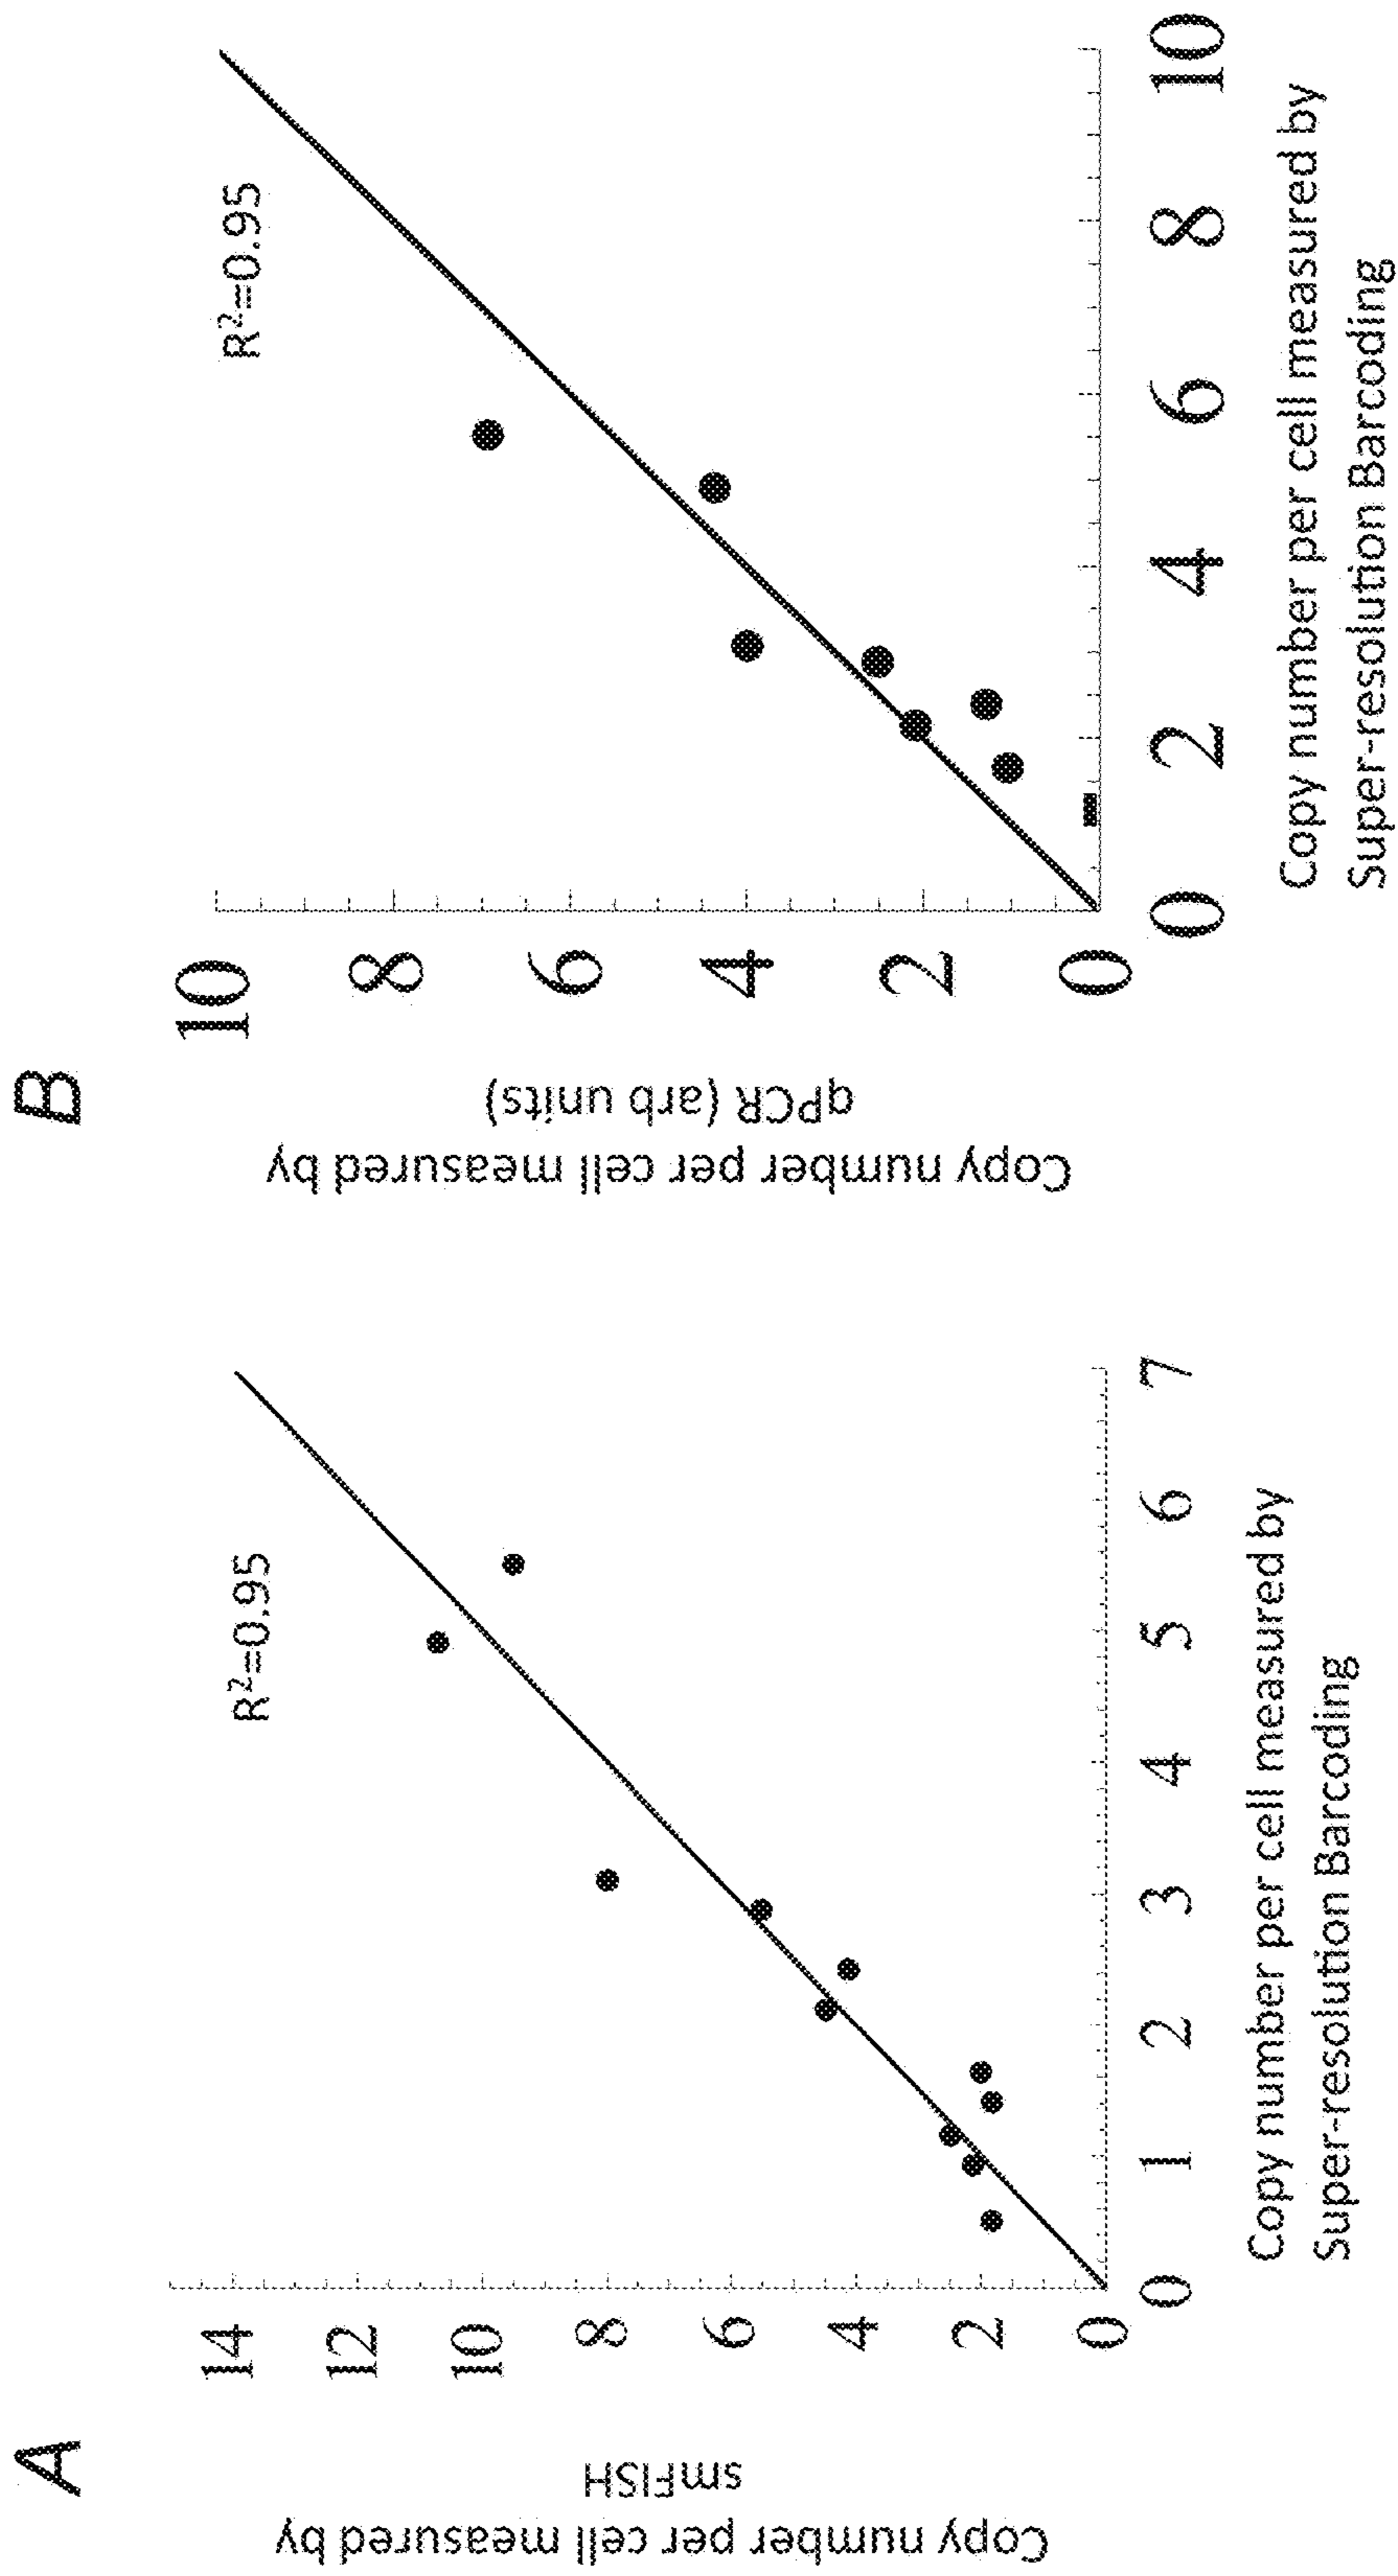 A
Copy number per cell measured by
smFISH
14
12
10
8
6
4
2
0
R²=0.95
0 1 2 3 4 5 6 7
Copy number per cell measured by
Super-resolution Barcoding
B
Copy number per cell measured by
qPCR (arb units)
10
8
6
4
2
0
R²=0.95
0 2 4 6 8 10
Copy number per cell measured by
Super-resolution Barcoding